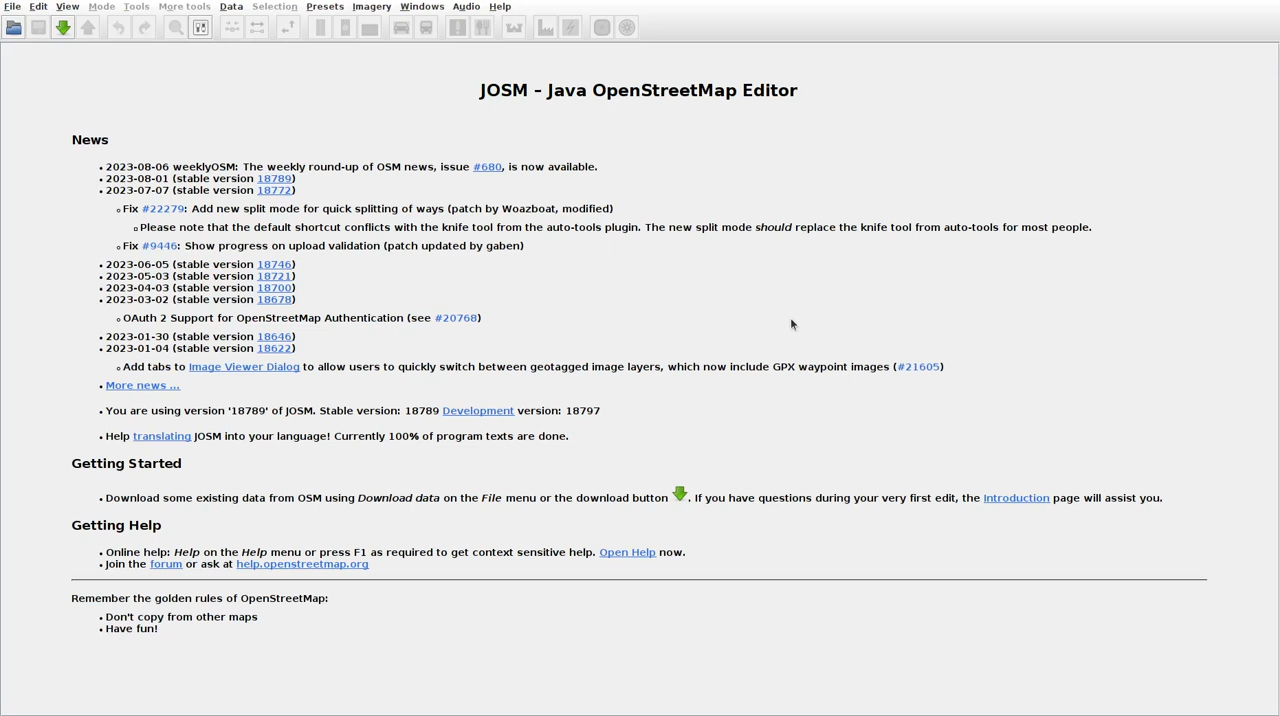 File Edit View Mode Tools More tools Data Selection Presets Imagery Windows Audio Help
JOSM – Java OpenStreetMap Editor
News
2023-08-06 weeklyOSM: The weekly round-up of OSM news, issue #680, is now available.
2023-08-01 (stable version 18789)
2023-07-07 (stable version 18772)
Fix #22279: Add new split mode for quick splitting of ways (patch by Woazboat, modified)
Please note that the default shortcut conflicts with the knife tool from the auto-tools plugin. The new split mode should replace the knife tool from auto-tools for most people.
Fix #9446: Show progress on upload validation (patch updated by gaben)
2023-06-05 (stable version 18746)
2023-05-03 (stable version 18721)
2023-04-03 (stable version 18700)
2023-03-02 (stable version 18678)
OAuth 2 Support for OpenStreetMap Authentication (see #20768)
2023-01-30 (stable version 18646)
2023-01-04 (stable version 18622)
Add tabs to Image Viewer Dialog to allow users to quickly switch between geotagged image layers, which now include GPX waypoint images (#21605)
More news ...
You are using version '18789' of JOSM. Stable version: 18789 Development version: 18797
Help translating JOSM into your language! Currently 100% of program texts are done.
Getting Started
Download some existing data from OSM using Download data on the File menu or the download button . If you have questions during your very first edit, the Introduction page will assist you.
Getting Help
Online help: Help on the Help menu or press F1 as required to get context sensitive help. Open Help now.
Join the forum or ask at help.openstreetmap.org
Remember the golden rules of OpenStreetMap:
Don't copy from other maps
Have fun!